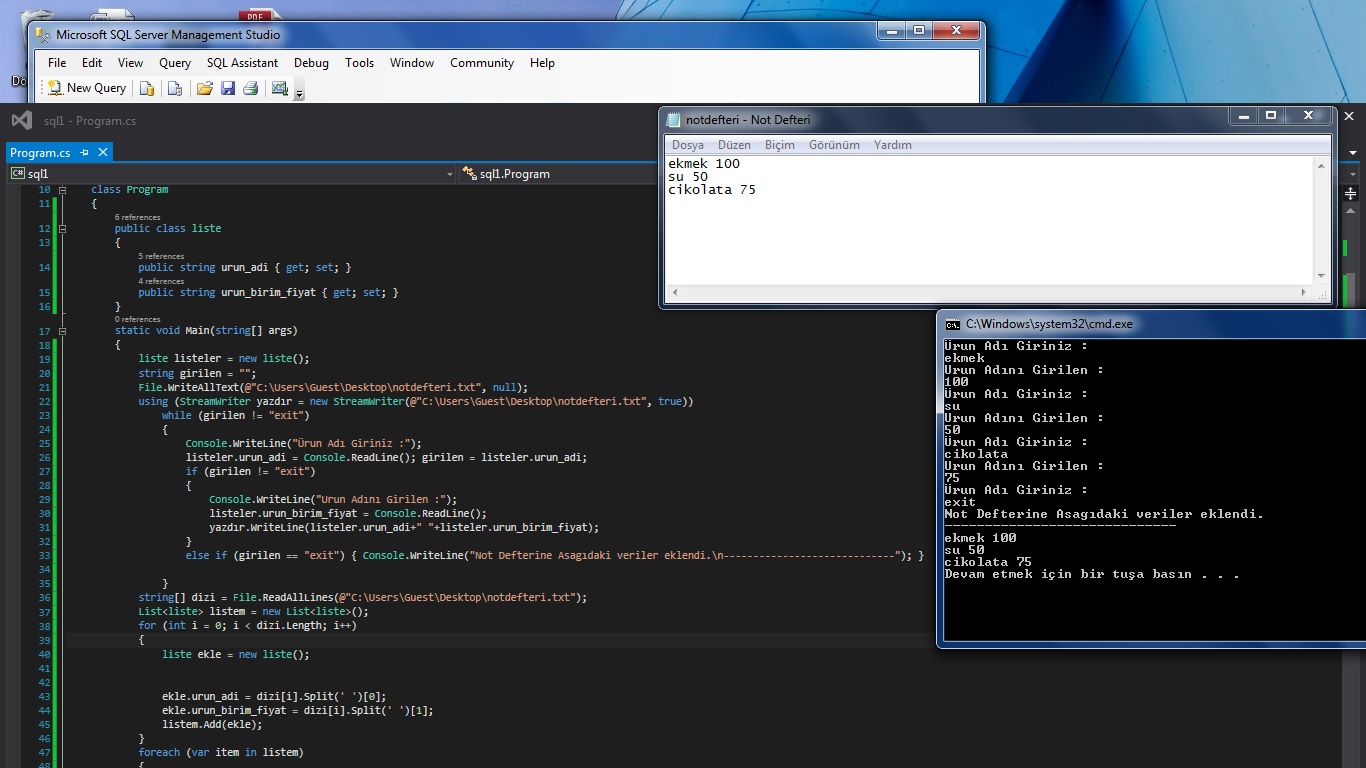 PDF
Microsoft SQL Server Management Studio
File Edit View Query SQL Assistant Debug Tools Window Community Help
New Query
sql1 - Program.cs
Program.cs
sql1
sql1.Program
10 class Program
11 {
6 references
12 public class liste
13 {
5 references
14 public string urun_adi { get; set; }
4 references
15 public string urun_birim_fiyat { get; set; }
16 }
0 references
17 static void Main(string[] args)
18 {
19 liste listeler = new liste();
20 string girilen = "";
21 File.WriteAllText(@"C:\Users\Guest\Desktop\notdefteri.txt", null);
22 using (StreamWriter yazdır = new StreamWriter(@"C:\Users\Guest\Desktop\notdefteri.txt", true))
23 while (girilen != "exit")
24 {
25 Console.WriteLine("Ürun Adı Giriniz :");
26 listeler.urun_adi = Console.ReadLine(); girilen = listeler.urun_adi;
27 if (girilen != "exit")
28 {
29 Console.WriteLine("Urun Adını Girilen :");
30 listeler.urun_birim_fiyat = Console.ReadLine();
31 yazdır.WriteLine(listeler.urun_adi+" "+listeler.urun_birim_fiyat);
32 }
33 else if (girilen == "exit") { Console.WriteLine("Not Defterine Asagıdaki veriler eklendi.\n-----------------------------"); }
34
35 }
36 string[] dizi = File.ReadAllLines(@"C:\Users\Guest\Desktop\notdefteri.txt");
37 List<liste> listem = new List<liste>();
38 for (int i = 0; i < dizi.Length; i++)
39 {
40 liste ekle = new liste();
41
42
43 ekle.urun_adi = dizi[i].Split(' ')[0];
44 ekle.urun_birim_fiyat = dizi[i].Split(' ')[1];
45 listem.Add(ekle);
46 }
47 foreach (var item in listem)
48 {
notdefteri - Not Defteri
Dosya Düzen Biçim Görünüm Yardım
ekmek 100
su 50
cikolata 75
C:\Windows\system32\cmd.exe
Ürun Adı Giriniz :
ekmek
Urun Adını Girilen :
100
Ürun Adı Giriniz :
su
Urun Adını Girilen :
50
Ürun Adı Giriniz :
cikolata
Urun Adını Girilen :
75
Ürun Adı Giriniz :
exit
Not Defterine Asagıdaki veriler eklendi.
-----------------------------
ekmek 100
su 50
cikolata 75
Devam etmek için bir tuşa basın . . .